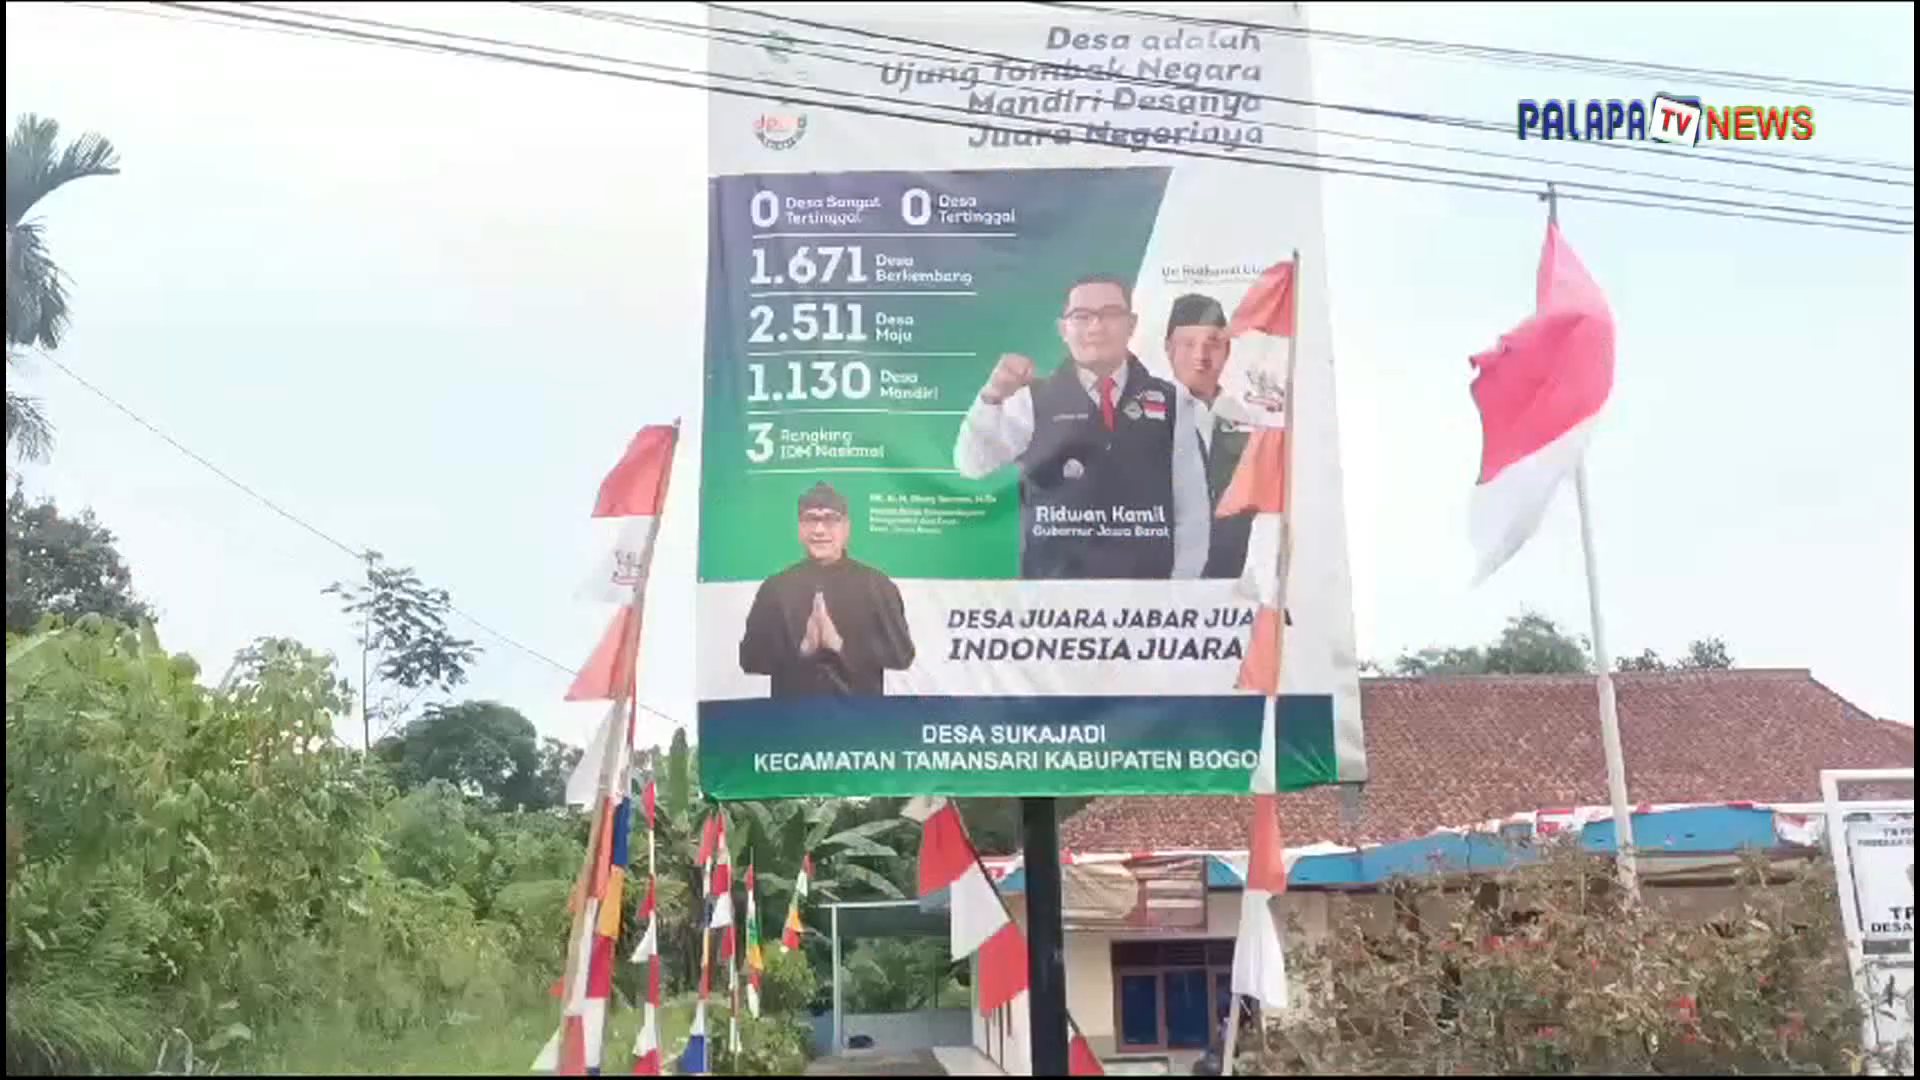 Desa adalah
Ujung Tombak Negara
Mandiri Desanya
Juara Negerinya
PALAPA TV NEWS
0 Desa Sangat Tertinggal
0 Desa Tertinggal
1.671 Desa Berkembang
2.511 Desa Maju
1.130 Desa Mandiri
3 Rangking IDM Nasional
Ridwan Kamil
Gubernur Jawa Barat
DESA JUARA JABAR JUARA
INDONESIA JUARA
DESA SUKAJADI
KECAMATAN TAMANSARI KABUPATEN BOGO
DESA